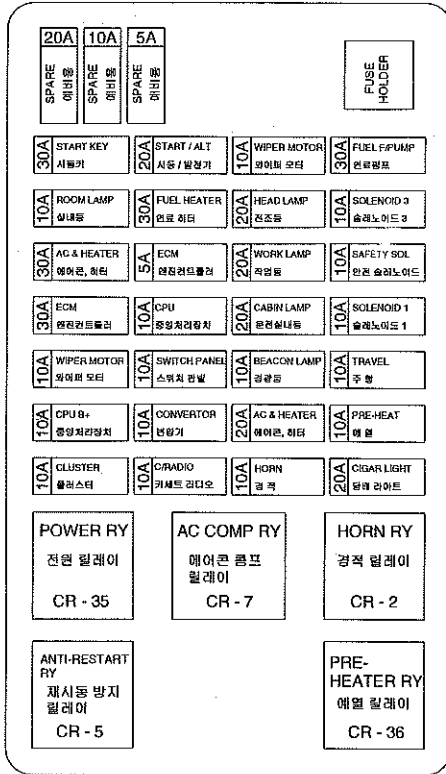 20A 10A 5A
SPARE 예비용
SPARE 예비용
SPARE 예비용
FUSE HOLDER
30A START KEY 시동키
20A START / ALT 시동 / 발전기
10A WIPER MOTOR 와이퍼 모터
30A FUEL F/PUMP 연료펌프
10A ROOM LAMP 실내등
30A FUEL HEATER 연료 히터
20A HEAD LAMP 전조등
10A SOLENOID 3 솔레노이드 3
30A AC & HEATER 에어콘, 히터
5A ECM 엔진컨트롤러
20A WORK LAMP 작업등
10A SAFETY SOL 안전 솔레노이드
30A ECM 엔진컨트롤러
10A CPU 중앙처리장치
20A CABIN LAMP 운전실내등
10A SOLENOID 1 솔레노이드 1
10A WIPER MOTOR 와이퍼 모터
10A SWITCH PANEL 스위치 판넬
10A BEACON LAMP 경광등
10A TRAVEL 주 행
10A CPU B+ 중앙처리장치
10A CONVERTOR 변압기
20A AC & HEATER 에어콘, 히터
10A PRE-HEAT 예 열
10A CLUSTER 클러스터
10A C/RADIO 카세트 라디오
10A HORN 경 적
20A CIGAR LIGHT 담배 라이트
POWER RY
전원 릴레이
CR - 35
AC COMP RY
에어콘 콤프
릴레이
CR - 7
HORN RY
경적 릴레이
CR - 2
ANTI-RESTART
RY
재시동 방지
릴레이
CR - 5
PRE-
HEATER RY
예열 릴레이
CR - 36